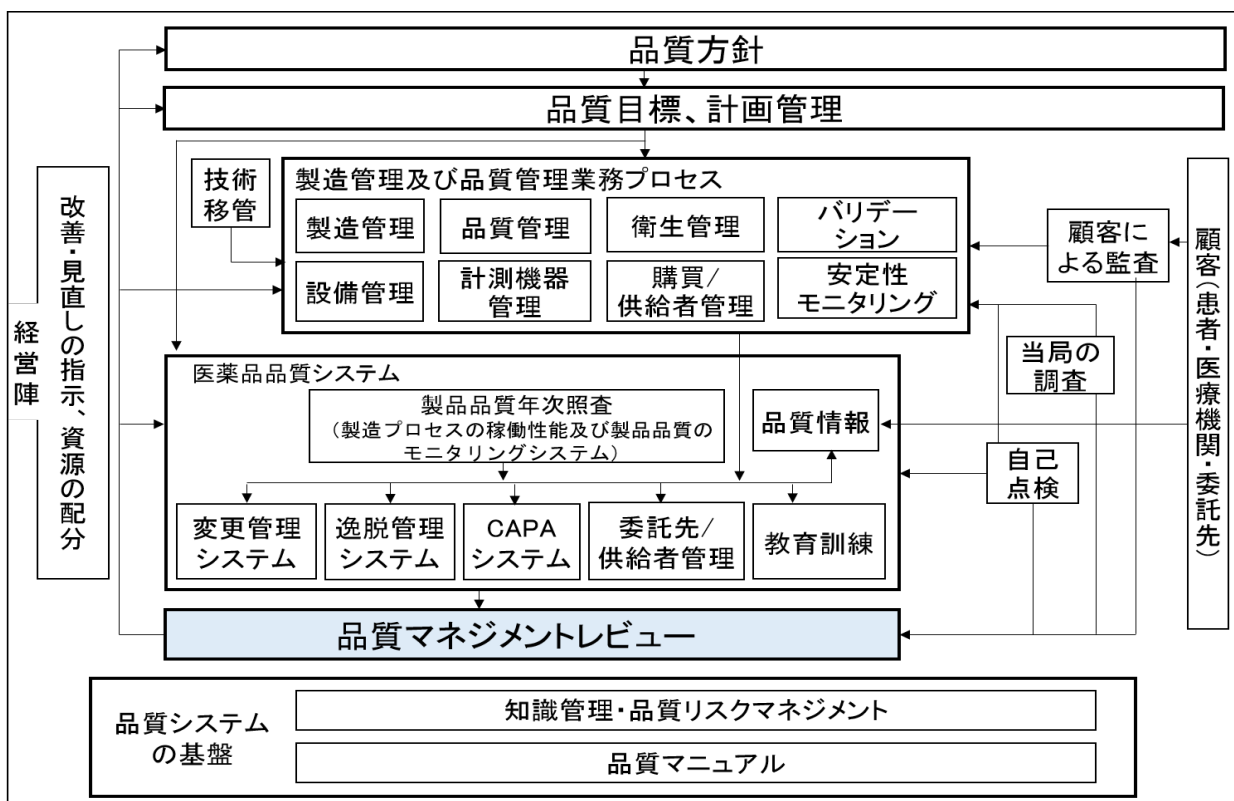 品質方針
品質目標、計画管理
技術
移管
製造管理及び品質管理業務プロセス
製造管理
品質管理
衛生管理
バリデー
ション
設備管理
計測機器
管理
購買/
供給者管理
安定性
モニタリング
顧客に
よる監査
顧客(患者・医療機関・委託先)
経営陣
改善・見直しの指示、資源の配分
当局の
調査
自己
点検
医薬品品質システム
製品品質年次照査
(製造プロセスの稼働性能及び製品品質の
モニタリングシステム)
品質情報
変更管理
システム
逸脱管理
システム
CAPA
システム
委託先/
供給者管理
教育訓練
品質マネジメントレビュー
品質システム
の基盤
知識管理・品質リスクマネジメント
品質マニュアル